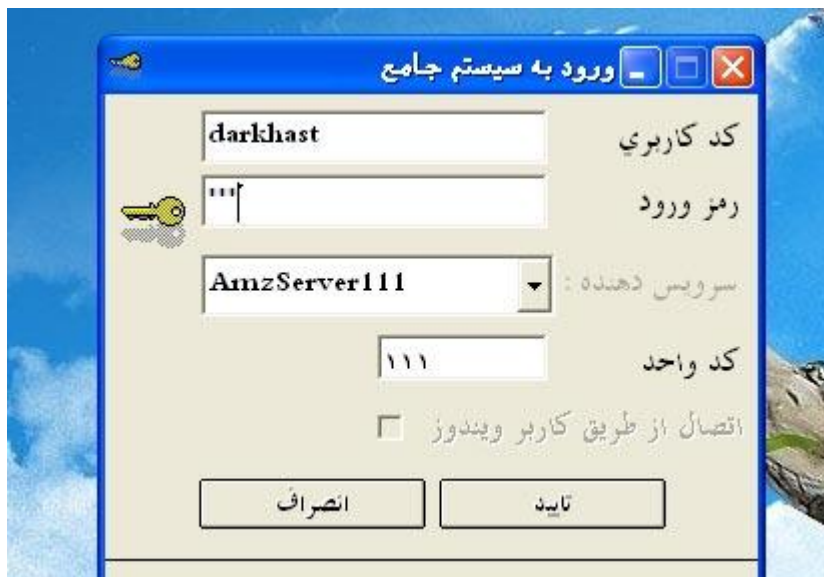 ورود به سیستم جامع
کد کاربري darkhast
رمز ورود '''
سرویس دهنده : AmzServer111
کد واحد ۱۱۱
اتصال از طریق کاربر ویندوز
تایید انصراف